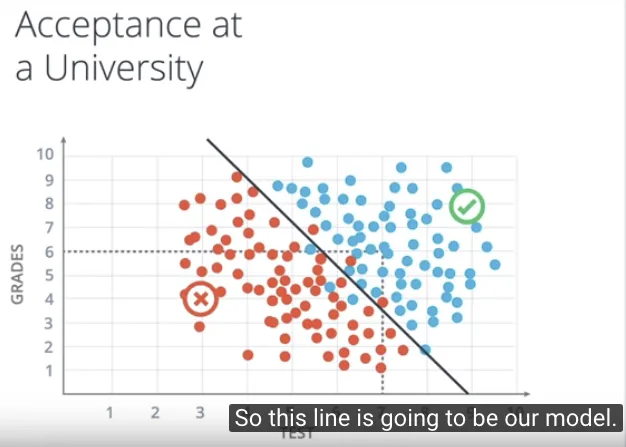 Acceptance at
a University
10
9
8
7
6
5
4
3
2
1
GRADES
1
2
3
So this line is going to be our model.
TEST